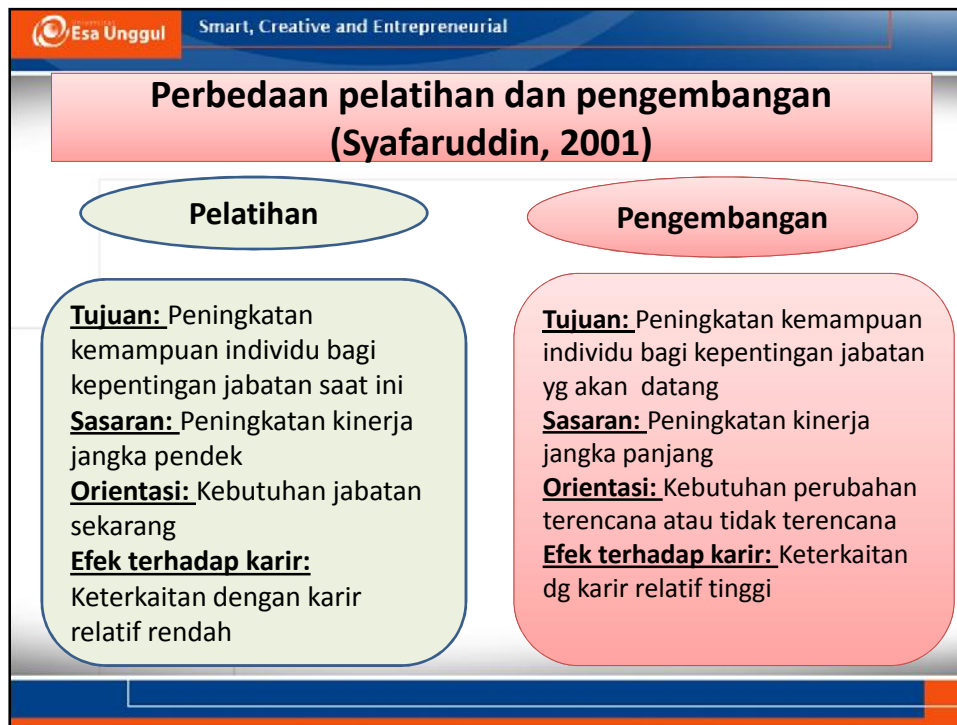 Esa Unggul
Smart, Creative and Entrepreneurial
Perbedaan pelatihan dan pengembangan
(Syafaruddin, 2001)
Pelatihan
Tujuan: Peningkatan
kemampuan individu bagi
kepentingan jabatan saat ini
Sasaran: Peningkatan kinerja
jangka pendek
Orientasi: Kebutuhan jabatan
sekarang
Efek terhadap karir:
Keterkaitan dengan karir
relatif rendah
Pengembangan
Tujuan: Peningkatan kemampuan
individu bagi kepentingan jabatan
yg akan datang
Sasaran: Peningkatan kinerja
jangka panjang
Orientasi: Kebutuhan perubahan
terencana atau tidak terencana
Efek terhadap karir: Keterkaitan
dg karir relatif tinggi